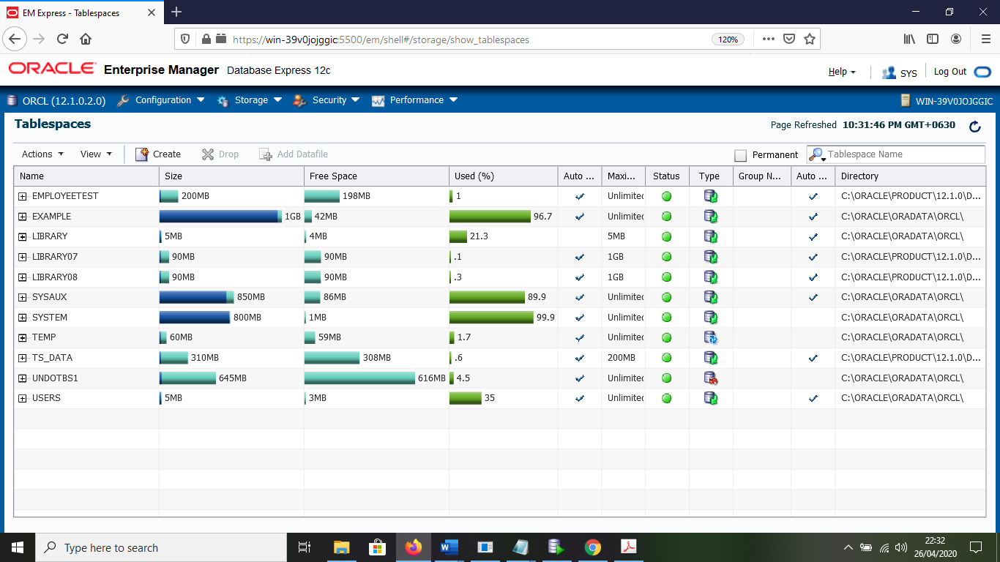 EM Express - Tablespaces
https://win-39v0jojggic:5500/em/shell#/storage/show_tablespaces 120%
ORACLE Enterprise Manager Database Express 12c Help SYS Log Out
ORCL (12.1.0.2.0) Configuration Storage Security Performance WIN-39V0JOJGGIC
Tablespaces Page Refreshed 10:31:46 PM GMT+0630
Actions View Create Drop Add Datafile Permanent Tablespace Name
Name Size Free Space Used (%) Auto ... Maxi... Status Type Group N... Auto ... Directory
EMPLOYEETEST 200MB 198MB 1 Unlimited C:\ORACLE\PRODUCT\12.1.0\D...
EXAMPLE 1GB 42MB 96.7 Unlimited C:\ORACLE\ORADATA\ORCL\
LIBRARY 5MB 4MB 21.3 5MB C:\ORACLE\ORADATA\ORCL\
LIBRARY07 90MB 90MB .1 1GB C:\ORACLE\PRODUCT\12.1.0\D...
LIBRARY08 90MB 90MB .3 1GB C:\ORACLE\PRODUCT\12.1.0\D...
SYSAUX 850MB 86MB 89.9 Unlimited C:\ORACLE\ORADATA\ORCL\
SYSTEM 800MB 1MB 99.9 Unlimited C:\ORACLE\ORADATA\ORCL\
TEMP 60MB 59MB 1.7 Unlimited C:\ORACLE\ORADATA\ORCL\
TS_DATA 310MB 308MB .6 200MB C:\ORACLE\PRODUCT\12.1.0\D...
UNDOTBS1 645MB 616MB 4.5 Unlimited C:\ORACLE\ORADATA\ORCL\
USERS 5MB 3MB 35 Unlimited C:\ORACLE\ORADATA\ORCL\
Type here to search 22:32
26/04/2020